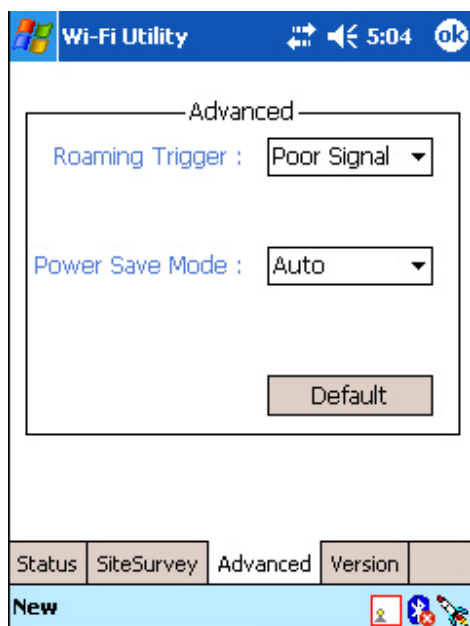 Wi-Fi Utility 5:04 ok
Advanced
Roaming Trigger : Poor Signal
Power Save Mode : Auto
Default
Status SiteSurvey Advanced Version
New